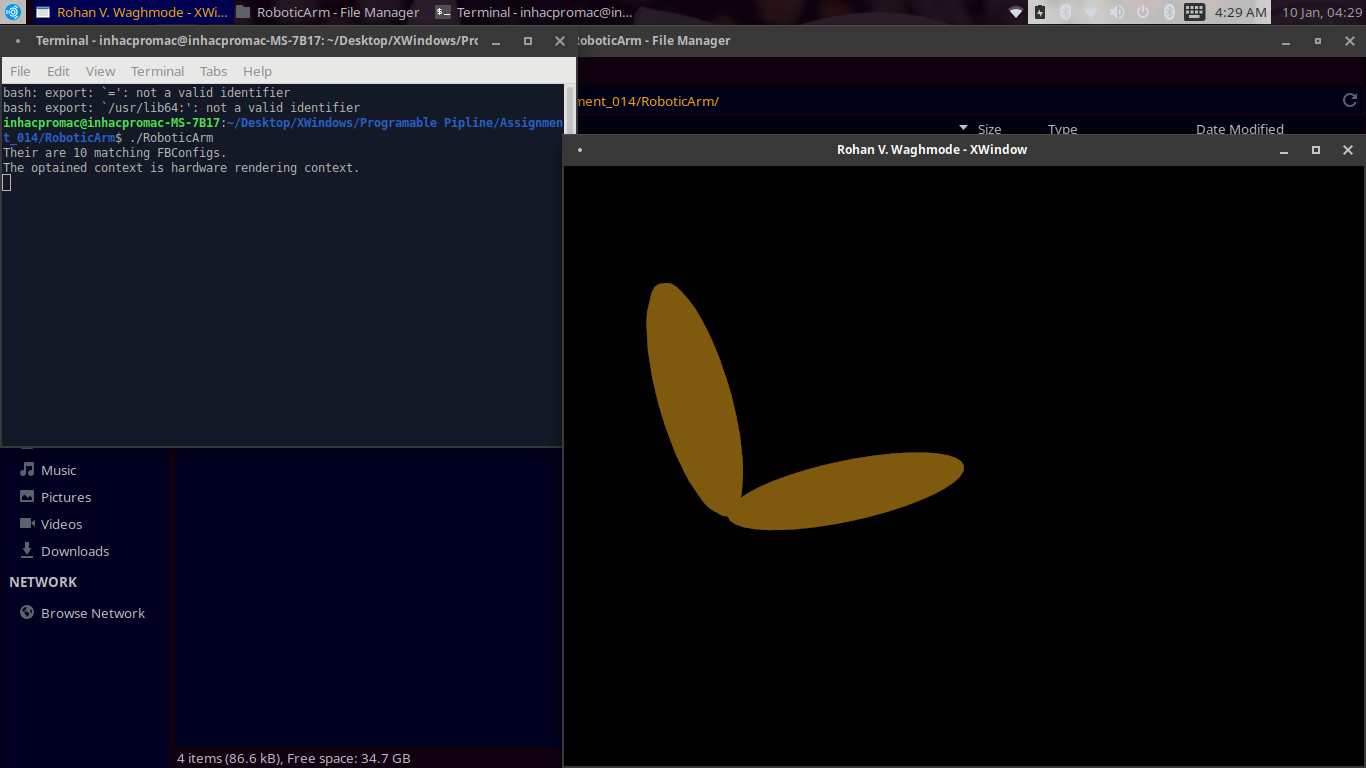 Rohan V. Waghmode - XWi...
RoboticArm - File Manager
Terminal - inhacpromac@in...
4:29 AM
10 Jan, 04:29
Terminal - inhacpromac@inhacpromac-MS-7B17: ~/Desktop/XWindows/Prc
RoboticArm - File Manager
File Edit View Terminal Tabs Help
bash: export: `=': not a valid identifier
bash: export: `/usr/lib64:': not a valid identifier
inhacpromac@inhacpromac-MS-7B17:~/Desktop/XWindows/Programable Pipline/Assignmen
t_014/RoboticArm$ ./RoboticArm
Their are 10 matching FBConfigs.
The optained context is hardware rendering context.
ment_014/RoboticArm/
Size Type Date Modified
Rohan V. Waghmode - XWindow
Music
Pictures
Videos
Downloads
NETWORK
Browse Network
4 items (86.6 kB), Free space: 34.7 GB